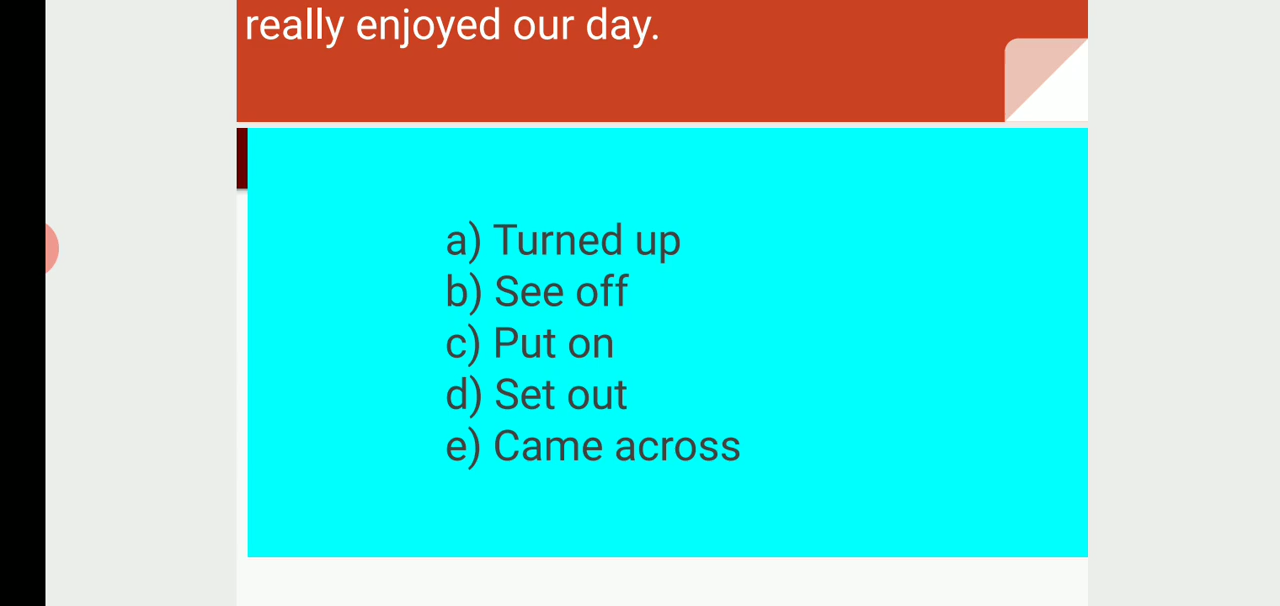 really enjoyed our day.
a) Turned up
b) See off
c) Put on
d) Set out
e) Came across